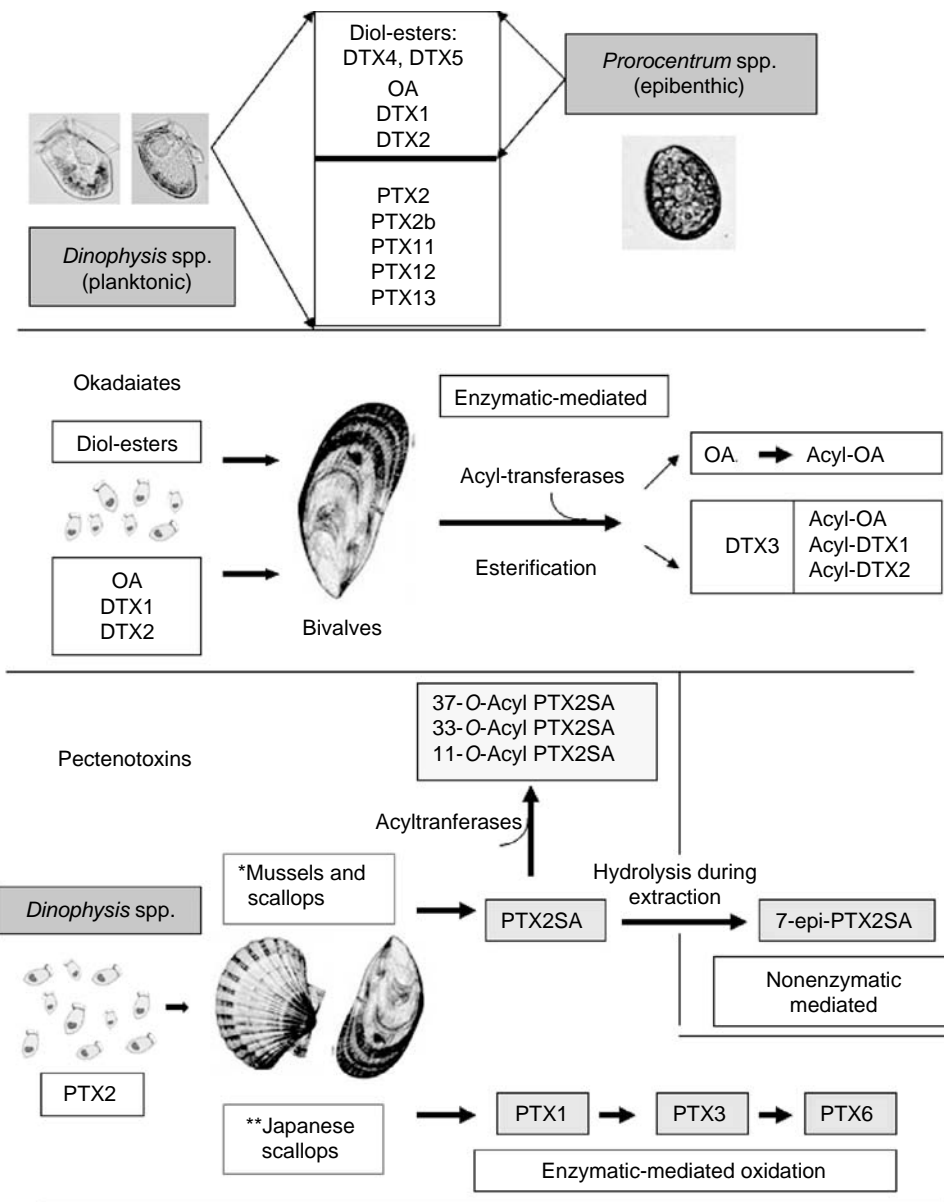 Diol-esters:
DTX4, DTX5
OA
DTX1
DTX2
Prorocentrum spp.
(epibenthic)
Dinophysis spp.
(planktonic)
PTX2
PTX2b
PTX11
PTX12
PTX13
Okadaiates
Diol-esters
OA
DTX1
DTX2
Bivalves
Enzymatic-mediated
Acyl-transferases
Esterification
OA. Acyl-OA
DTX3
Acyl-OA
Acyl-DTX1
Acyl-DTX2
Pectenotoxins
37-O-Acyl PTX2SA
33-O-Acyl PTX2SA
11-O-Acyl PTX2SA
Acyltranferases
Dinophysis spp.
PTX2
*Mussels and
scallops
PTX2SA
Hydrolysis during
extraction
7-epi-PTX2SA
Nonenzymatic
mediated
**Japanese
scallops
PTX1
PTX3
PTX6
Enzymatic-mediated oxidation